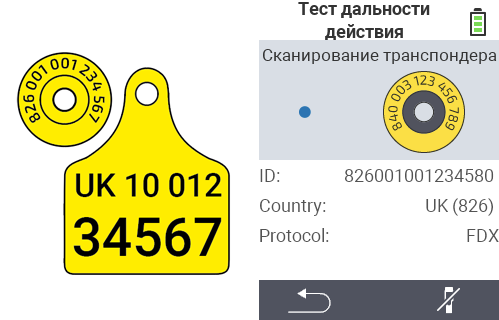 826 001 001 234 567
UK 10 012
34567
Тест дальности
действия
Сканирование транспондера
840 003 123 456 789
ID: 826001001234580
Country: UK (826)
Protocol: FDX